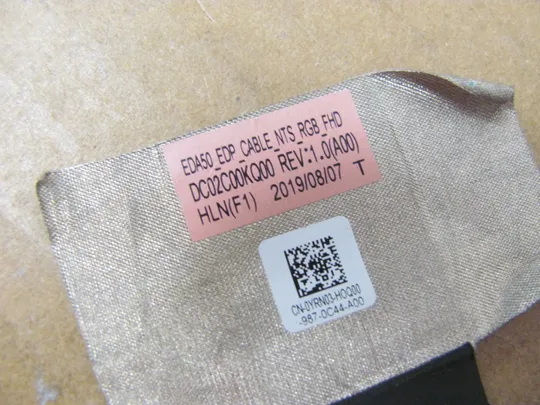 EDA50_EDP_CABLE_NTS_RGB_FHD
DC02C00KQ00 REV:1.0(A00)
HLN(F1) 2019/08/07 T
CN-0YRN03-HOQ00
-987-0C44-A00